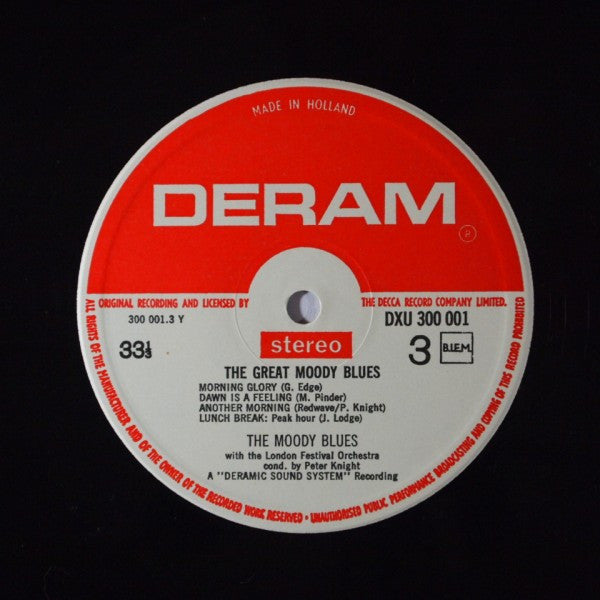 MADE IN HOLLAND
DERAM
R
ORIGINAL RECORDING AND LICENSED BY
THE DECCA RECORD COMPANY LIMITED.
300 001.3 Y
DXU 300 001
33⅓
stereo
3
B.I.E.M.
THE GREAT MOODY BLUES
MORNING GLORY (G. Edge)
DAWN IS A FEELING (M. Pinder)
ANOTHER MORNING (Redwave/P. Knight)
LUNCH BREAK: Peak hour (J. Lodge)
THE MOODY BLUES
with the London Festival Orchestra
cond. by Peter Knight
A "DERAMIC SOUND SYSTEM" Recording
ALL RIGHTS OF THE MANUFACTURER AND OF THE OWNER OF THE RECORDED WORK RESERVED • UNAUTHORISED PUBLIC PERFORMANCE BROADCASTING AND COPYING OF THIS RECORD PROHIBITED